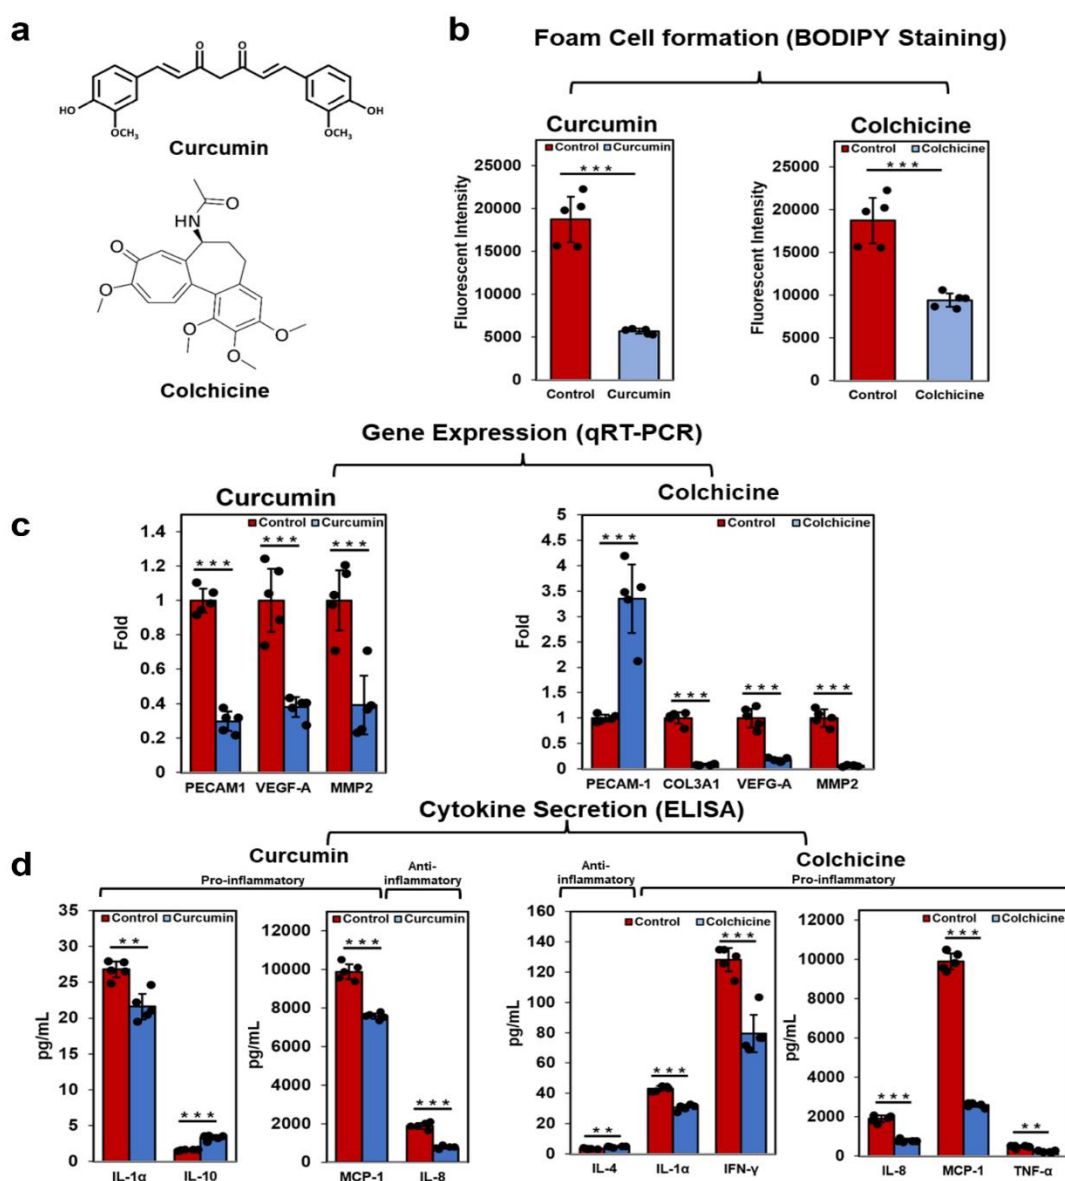 a
O
O
HO
OCH3
OCH3
OH
Curcumin
O
HN
O
O
O
O
O
Colchicine
b
Foam Cell formation (BODIPY Staining)
Curcumin
Control
Curcumin
***
Fluorescent Intensity
25000
20000
15000
10000
5000
0
Control
Curcumin
Colchicine
Control
Colchicine
***
Fluorescent Intensity
25000
20000
15000
10000
5000
0
Control
Colchicine
Gene Expression (qRT-PCR)
c
Curcumin
Control
Curcumin
***
***
***
Fold
1.4
1.2
1
0.8
0.6
0.4
0.2
0
PECAM1
VEGF-A
MMP2
Colchicine
Control
Colchicine
***
***
***
***
Fold
5
4.5
4
3.5
3
2.5
2
1.5
1
0.5
0
PECAM-1
COL3A1
VEFG-A
MMP2
Cytokine Secretion (ELISA)
d
Curcumin
Pro-inflammatory
Anti-
inflammatory
Control
Curcumin
**
***
pg/mL
35
30
25
20
15
10
5
0
IL-1α
IL-10
Control
Curcumin
***
***
pg/mL
12000
10000
8000
6000
4000
2000
0
MCP-1
IL-8
Colchicine
Anti-
inflammatory
Pro-inflammatory
Control
Colchicine
**
***
***
pg/mL
160
140
120
100
80
60
40
20
0
IL-4
IL-1α
IFN-γ
Control
Colchicine
***
***
**
pg/mL
12000
10000
8000
6000
4000
2000
0
IL-8
MCP-1
TNF-α